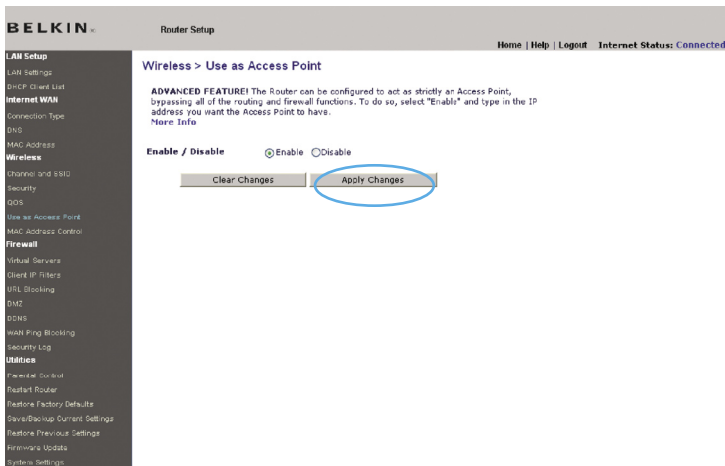 BELKIN®
Router Setup
Home | Help | Logout Internet Status: Connected
LAN Setup
LAN Settings
DHCP Client List
Internet WAN
Connection Type
DNS
MAC Address
Wireless
Channel and SSID
Security
QOS
Use as Access Point
MAC Address Control
Firewall
Virtual Servers
Client IP Filters
URL Blocking
DMZ
DDNS
WAN Ping Blocking
Security Log
Utilities
Parental Control
Restart Router
Restore Factory Defaults
Save/Backup Current Settings
Restore Previous Settings
Firmware Update
System Settings
Wireless > Use as Access Point
ADVANCED FEATURE! The Router can be configured to act as strictly an Access Point,
bypassing all of the routing and firewall functions. To do so, select "Enable" and type in the IP
address you want the Access Point to have.
More Info
Enable / Disable Enable Disable
Clear Changes Apply Changes